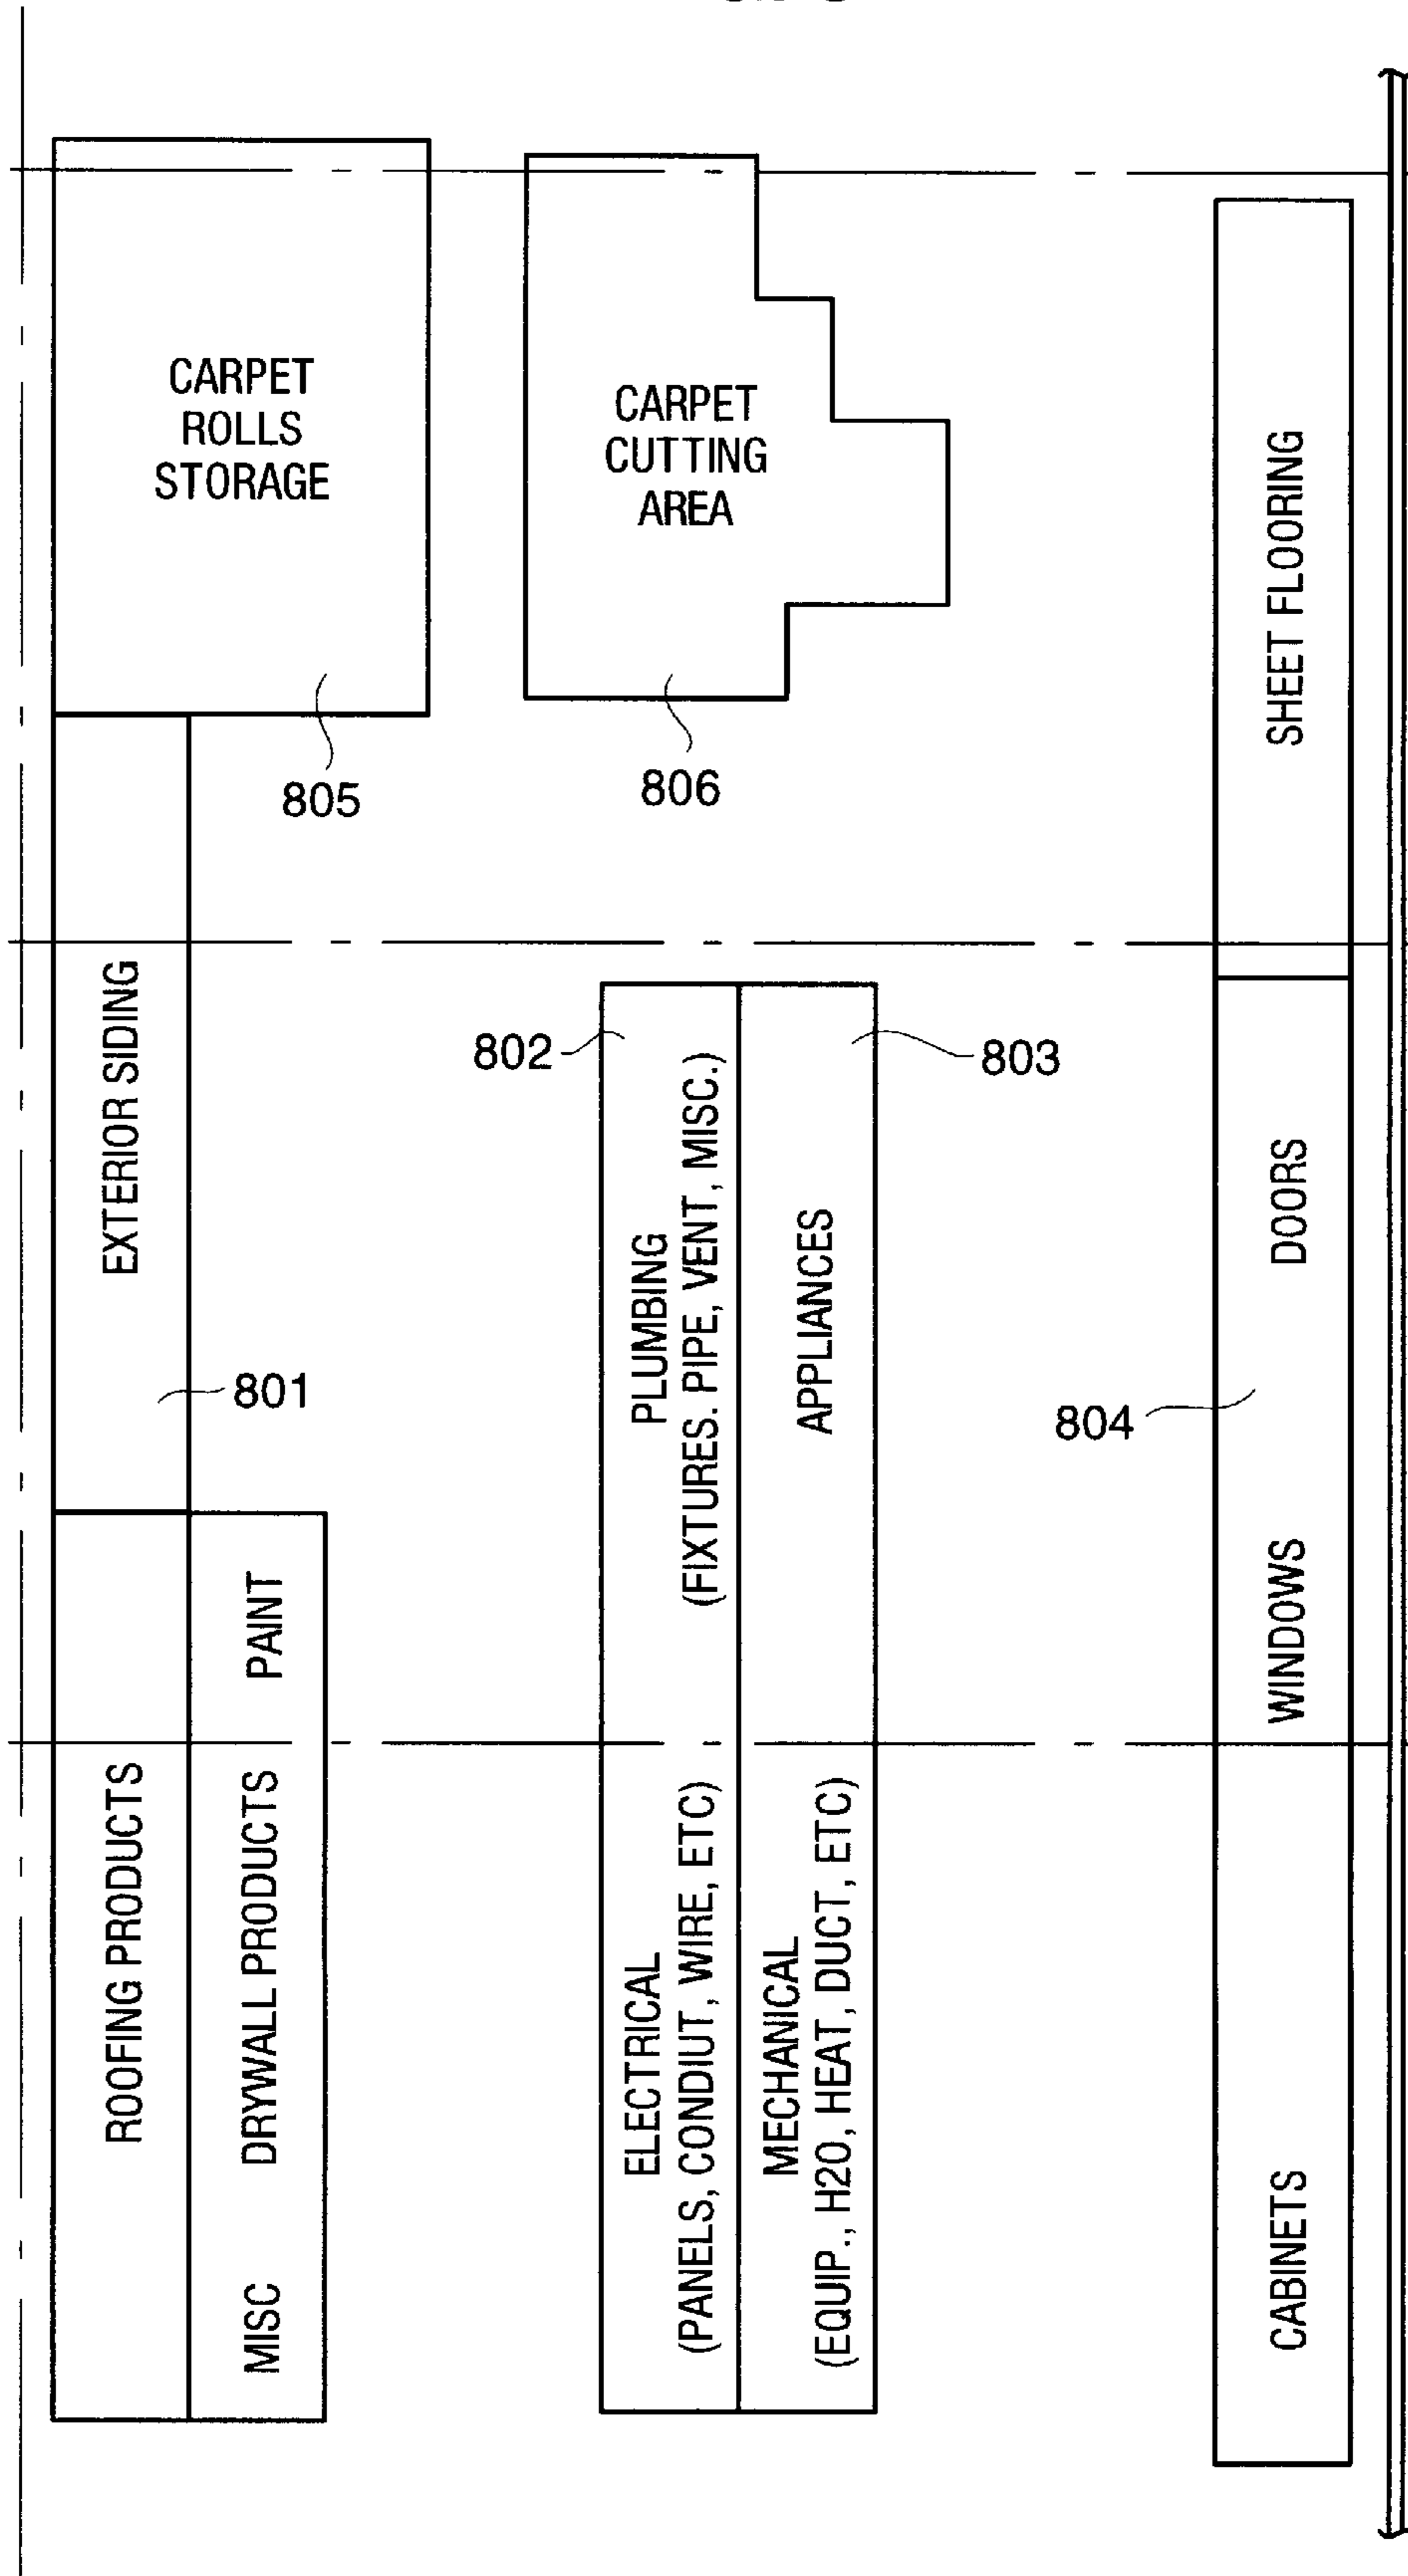 CARPET
ROLLS
STORAGE
805
CARPET
CUTTING
AREA
806
SHEET FLOORING
EXTERIOR SIDING
801
802
PLUMBING
(FIXTURES. PIPE, VENT, MISC.)
803
APPLIANCES
DOORS
804
WINDOWS
ROOFING PRODUCTS
PAINT
DRYWALL PRODUCTS
MISC
ELECTRICAL
(PANELS, CONDIUT, WIRE, ETC)
MECHANICAL
(EQUIP., H2O, HEAT, DUCT, ETC)
CABINETS